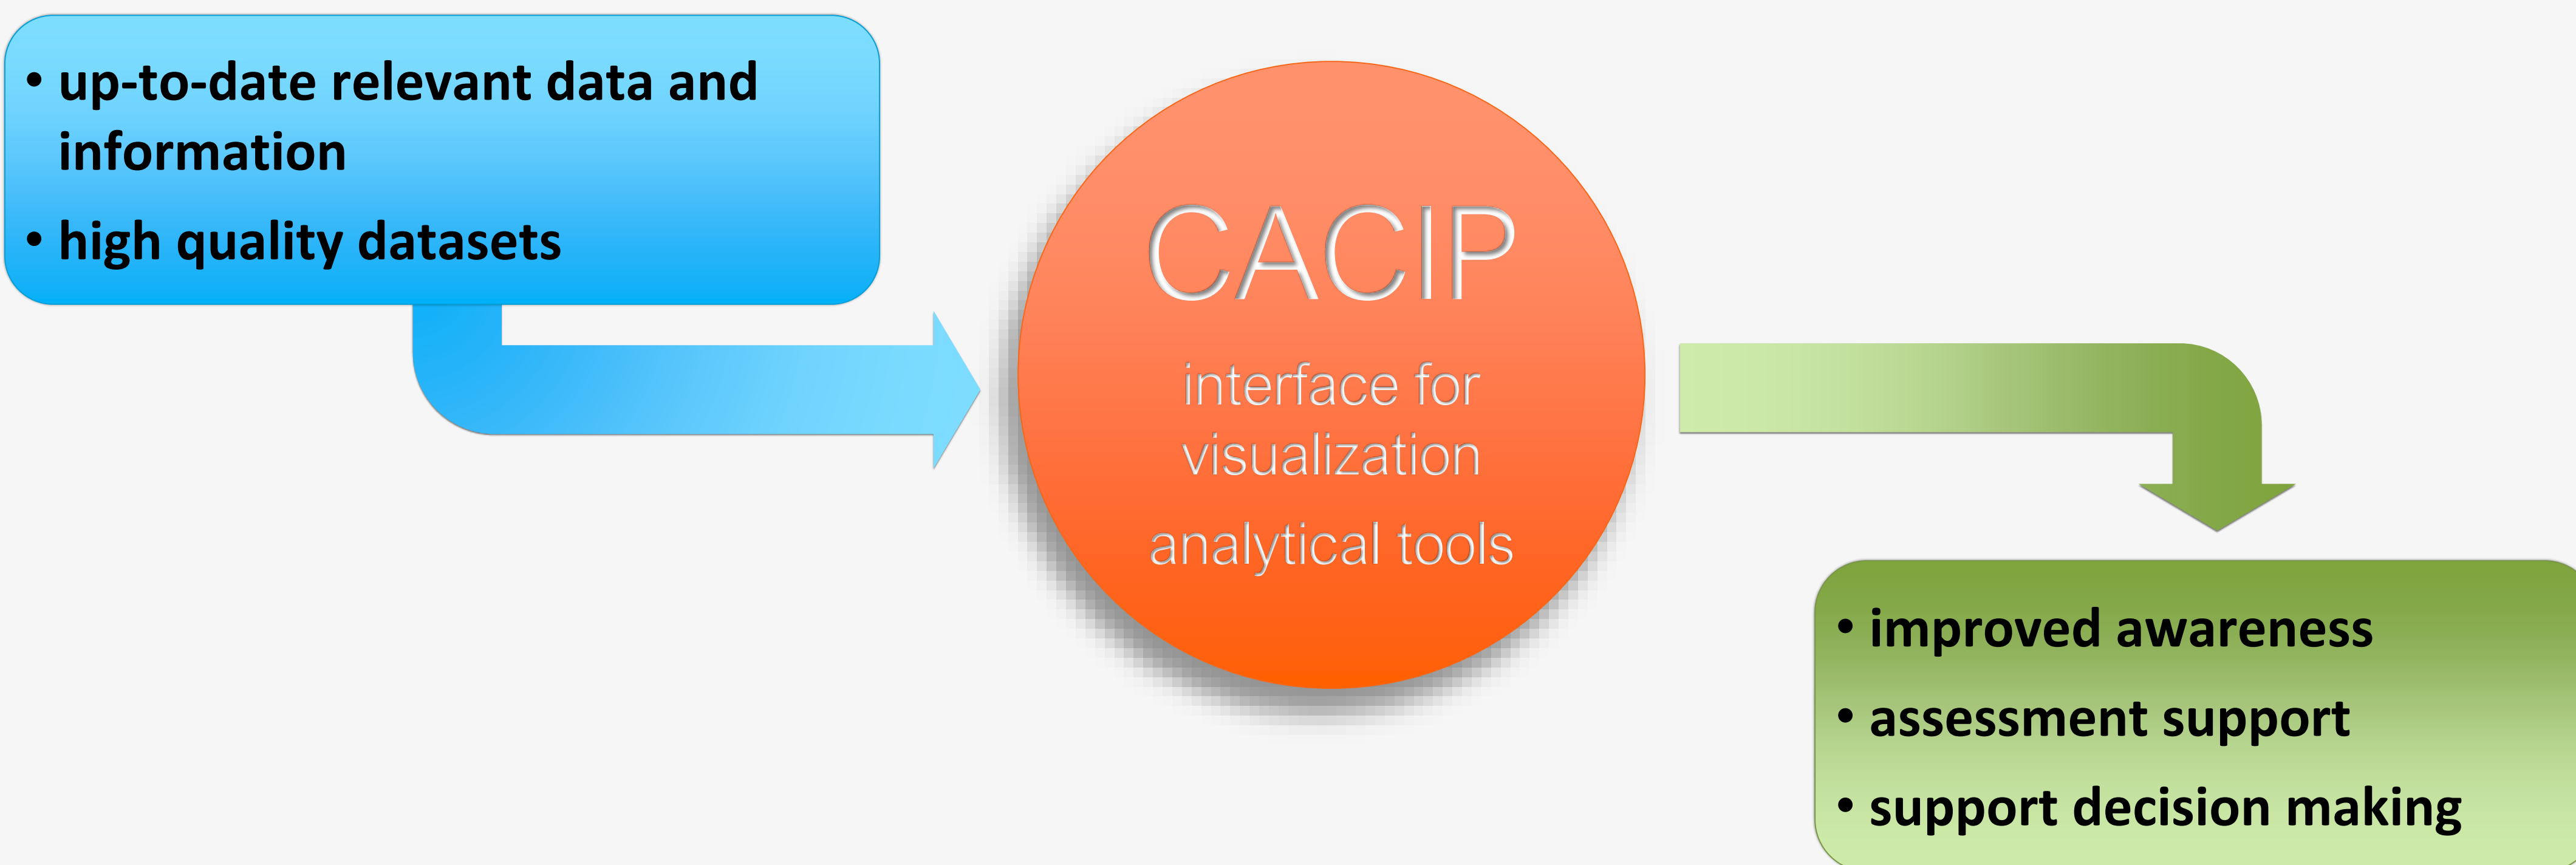 • up-to-date relevant data and
information
• high quality datasets
CACIP
interface for
visualization
analytical tools
• improved awareness
• assessment support
• support decision making